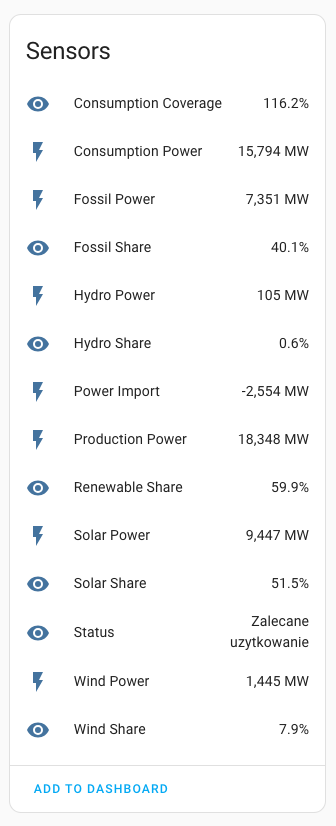 Sensors
Consumption Coverage 116.2%
Consumption Power 15,794 MW
Fossil Power 7,351 MW
Fossil Share 40.1%
Hydro Power 105 MW
Hydro Share 0.6%
Power Import -2,554 MW
Production Power 18,348 MW
Renewable Share 59.9%
Solar Power 9,447 MW
Solar Share 51.5%
Status Zalecane
uzytkowanie
Wind Power 1,445 MW
Wind Share 7.9%
ADD TO DASHBOARD